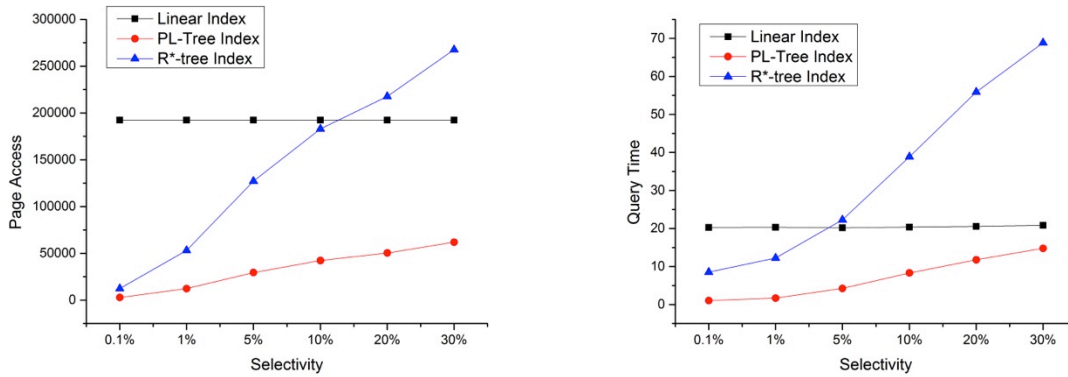 Linear Index
PL-Tree Index
R*-tree Index
300000
250000
200000
150000
100000
50000
0
Page Access
0.1% 1% 5% 10% 20% 30%
Selectivity
Linear Index
PL-Tree Index
R*-tree Index
70
60
50
40
30
20
10
0
Query Time
0.1% 1% 5% 10% 20% 30%
Selectivity